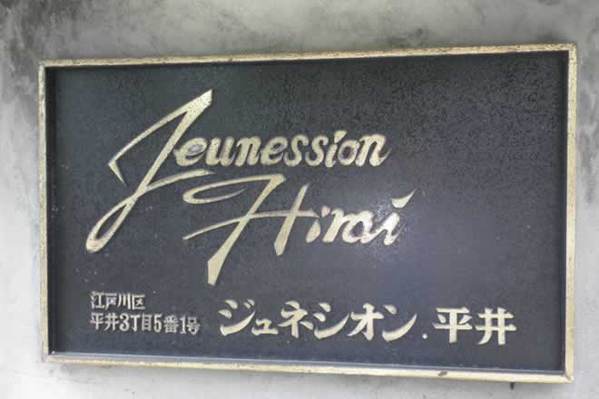 Jeunession
Hirai
江戸川区
平井3丁目5番1号
ジュネシオン.平井